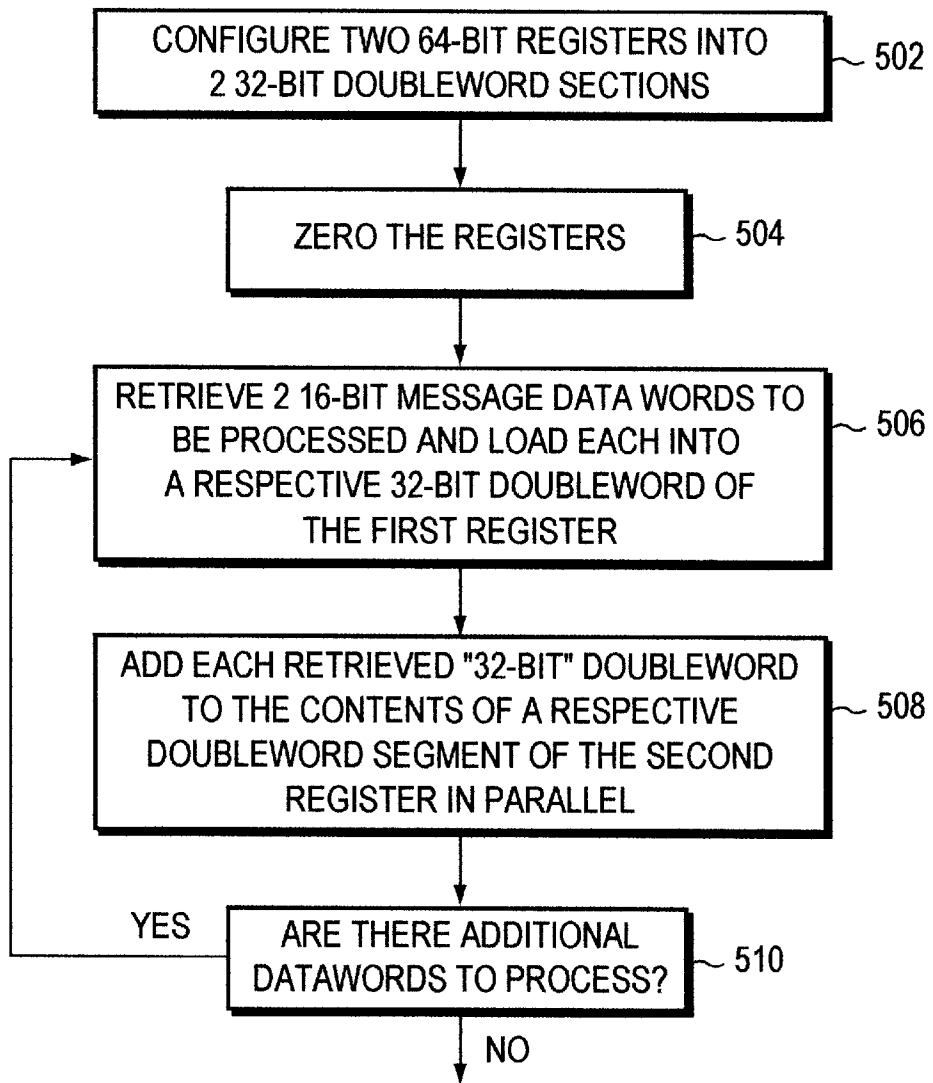 CONFIGURE TWO 64-BIT REGISTERS INTO
2 32-BIT DOUBLEWORD SECTIONS
502
ZERO THE REGISTERS
504
RETRIEVE 2 16-BIT MESSAGE DATA WORDS TO
BE PROCESSED AND LOAD EACH INTO
A RESPECTIVE 32-BIT DOUBLEWORD OF
THE FIRST REGISTER
506
ADD EACH RETRIEVED "32-BIT" DOUBLEWORD
TO THE CONTENTS OF A RESPECTIVE
DOUBLEWORD SEGMENT OF THE SECOND
REGISTER IN PARALLEL
508
YES
ARE THERE ADDITIONAL
DATAWORDS TO PROCESS?
510
NO